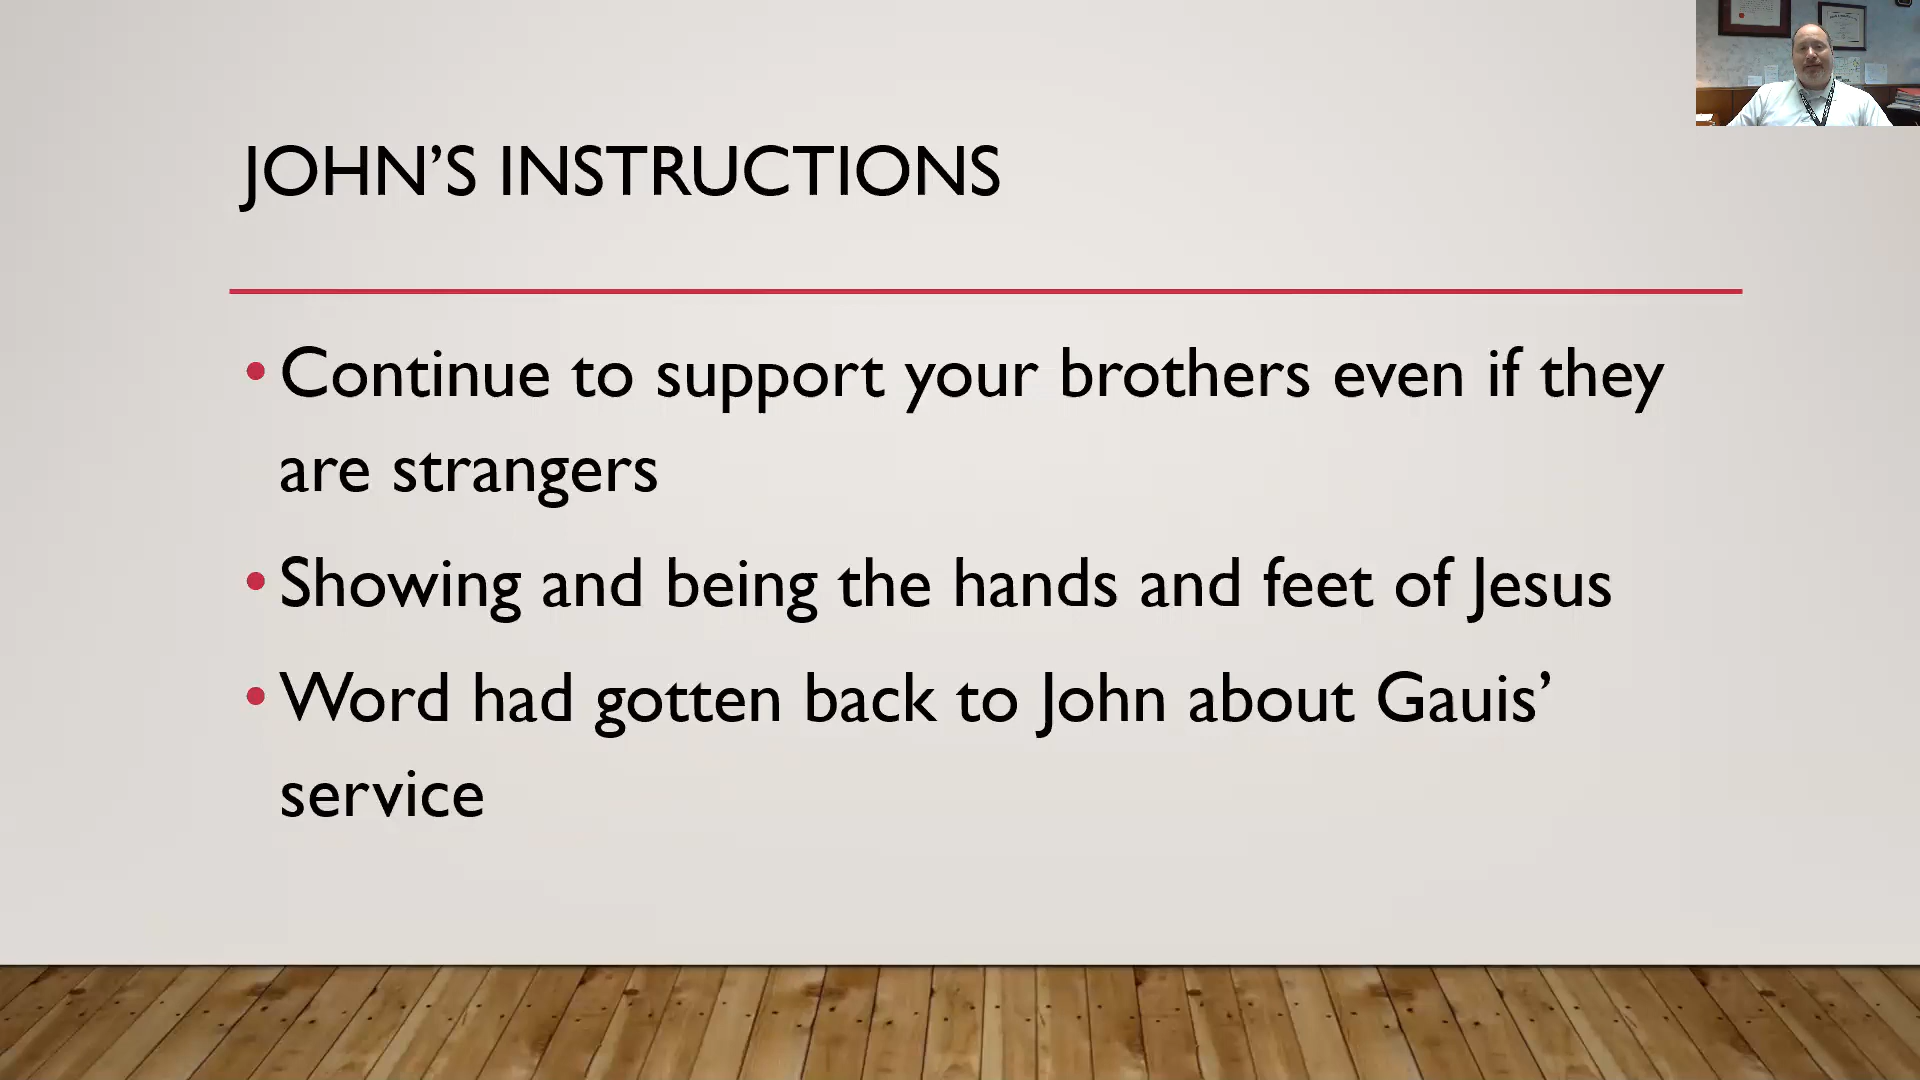 JOHN’S INSTRUCTIONS
• Continue to support your brothers even if they
are strangers
• Showing and being the hands and feet of Jesus
• Word had gotten back to John about Gauis’
service